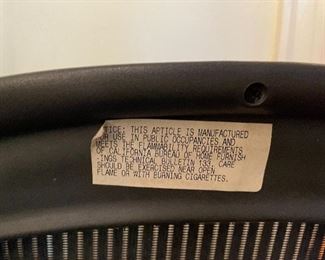 NOTICE: THIS ARTICLE IS MANUFACTURED
FOR USE IN PUBLIC OCCUPANCIES AND
MEETS THE FLAMMABILITY REQUIREMENTS
OF CALIFORNIA BUREAU OF HOME FURNISH
-INGS TECHNICAL BULLETIN 133. CARE
SHOULD BE EXERCISED NEAR OPEN
FLAME OR WITH BURNING CIGARETTES.